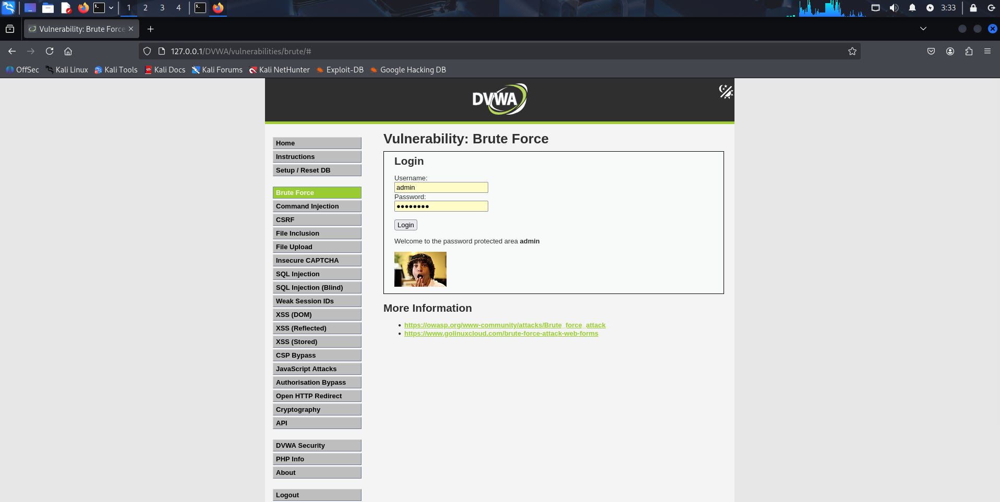 1 2 3 4 3:33
Vulnerability: Brute Force
127.0.0.1/DVWA/vulnerabilities/brute/#
OffSec Kali Linux Kali Tools Kali Docs Kali Forums Kali NetHunter Exploit-DB Google Hacking DB
DVWA
Home
Instructions
Setup / Reset DB
Brute Force
Command Injection
CSRF
File Inclusion
File Upload
Insecure CAPTCHA
SQL Injection
SQL Injection (Blind)
Weak Session IDs
XSS (DOM)
XSS (Reflected)
XSS (Stored)
CSP Bypass
JavaScript Attacks
Authorisation Bypass
Open HTTP Redirect
Cryptography
API
DVWA Security
PHP Info
About
Logout
Vulnerability: Brute Force
Login
Username:
admin
Password:
●●●●●●●●
Login
Welcome to the password protected area admin
More Information
https://owasp.org/www-community/attacks/Brute_force_attack
https://www.golinuxcloud.com/brute-force-attack-web-forms